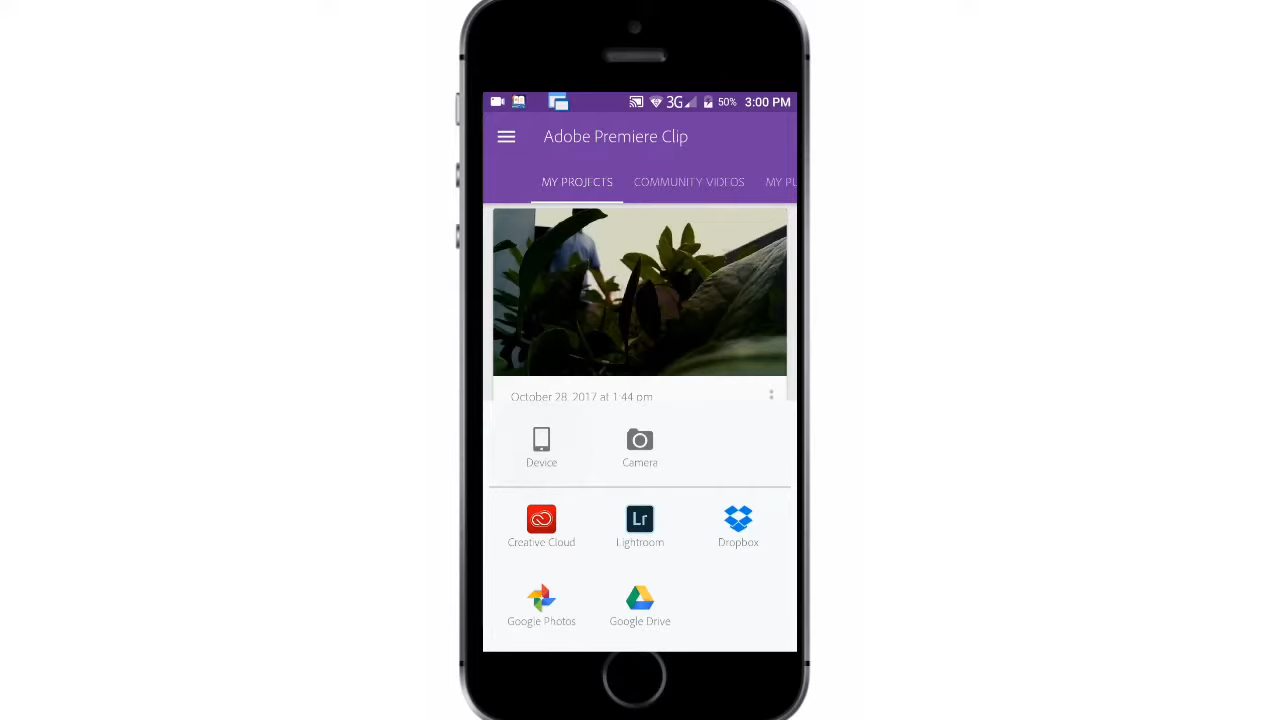 3G 50% 3:00 PM
Adobe Premiere Clip
MY PROJECTS COMMUNITY VIDEOS MY PU
October 28, 2017 at 1:44 pm
Device Camera
Lr
Creative Cloud Lightroom Dropbox
Google Photos Google Drive